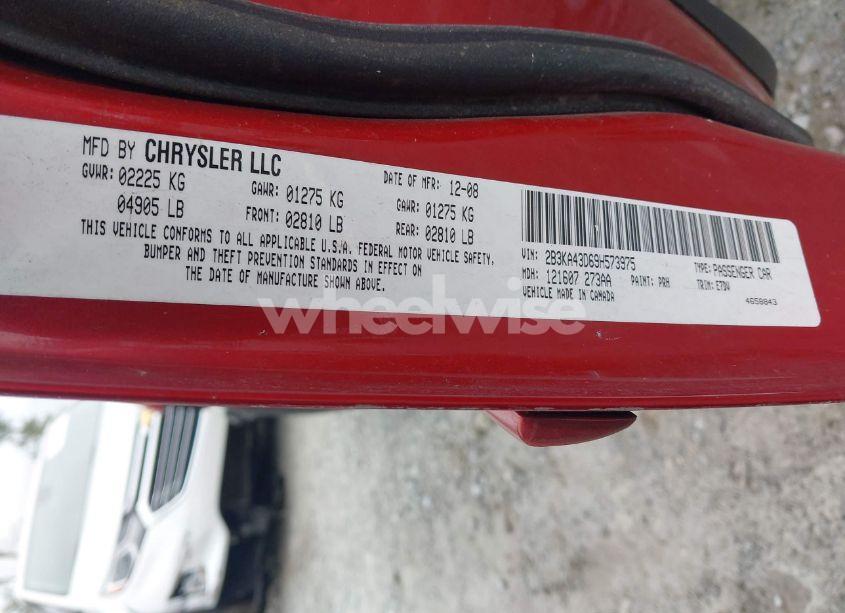 MFD BY CHRYSLER LLC
DATE OF MFR: 12-08
GVWR: 02225 KG
GAWR: 01275 KG
GAWR: 01275 KG
04905 LB
FRONT: 02810 LB
REAR: 02810 LB
THIS VEHICLE CONFORMS TO ALL APPLICABLE U.S.A. FEDERAL MOTOR VEHICLE SAFETY,
BUMPER AND THEFT PREVENTION STANDARDS IN EFFECT ON
THE DATE OF MANUFACTURE SHOWN ABOVE.
VIN: 2B3KA43D69H573975
TYPE: PASSENGER CAR
MDH: 121607 273AA
PAINT: PRH
TRIM: E7DV
VEHICLE MADE IN CANADA
4658843
wheelwise